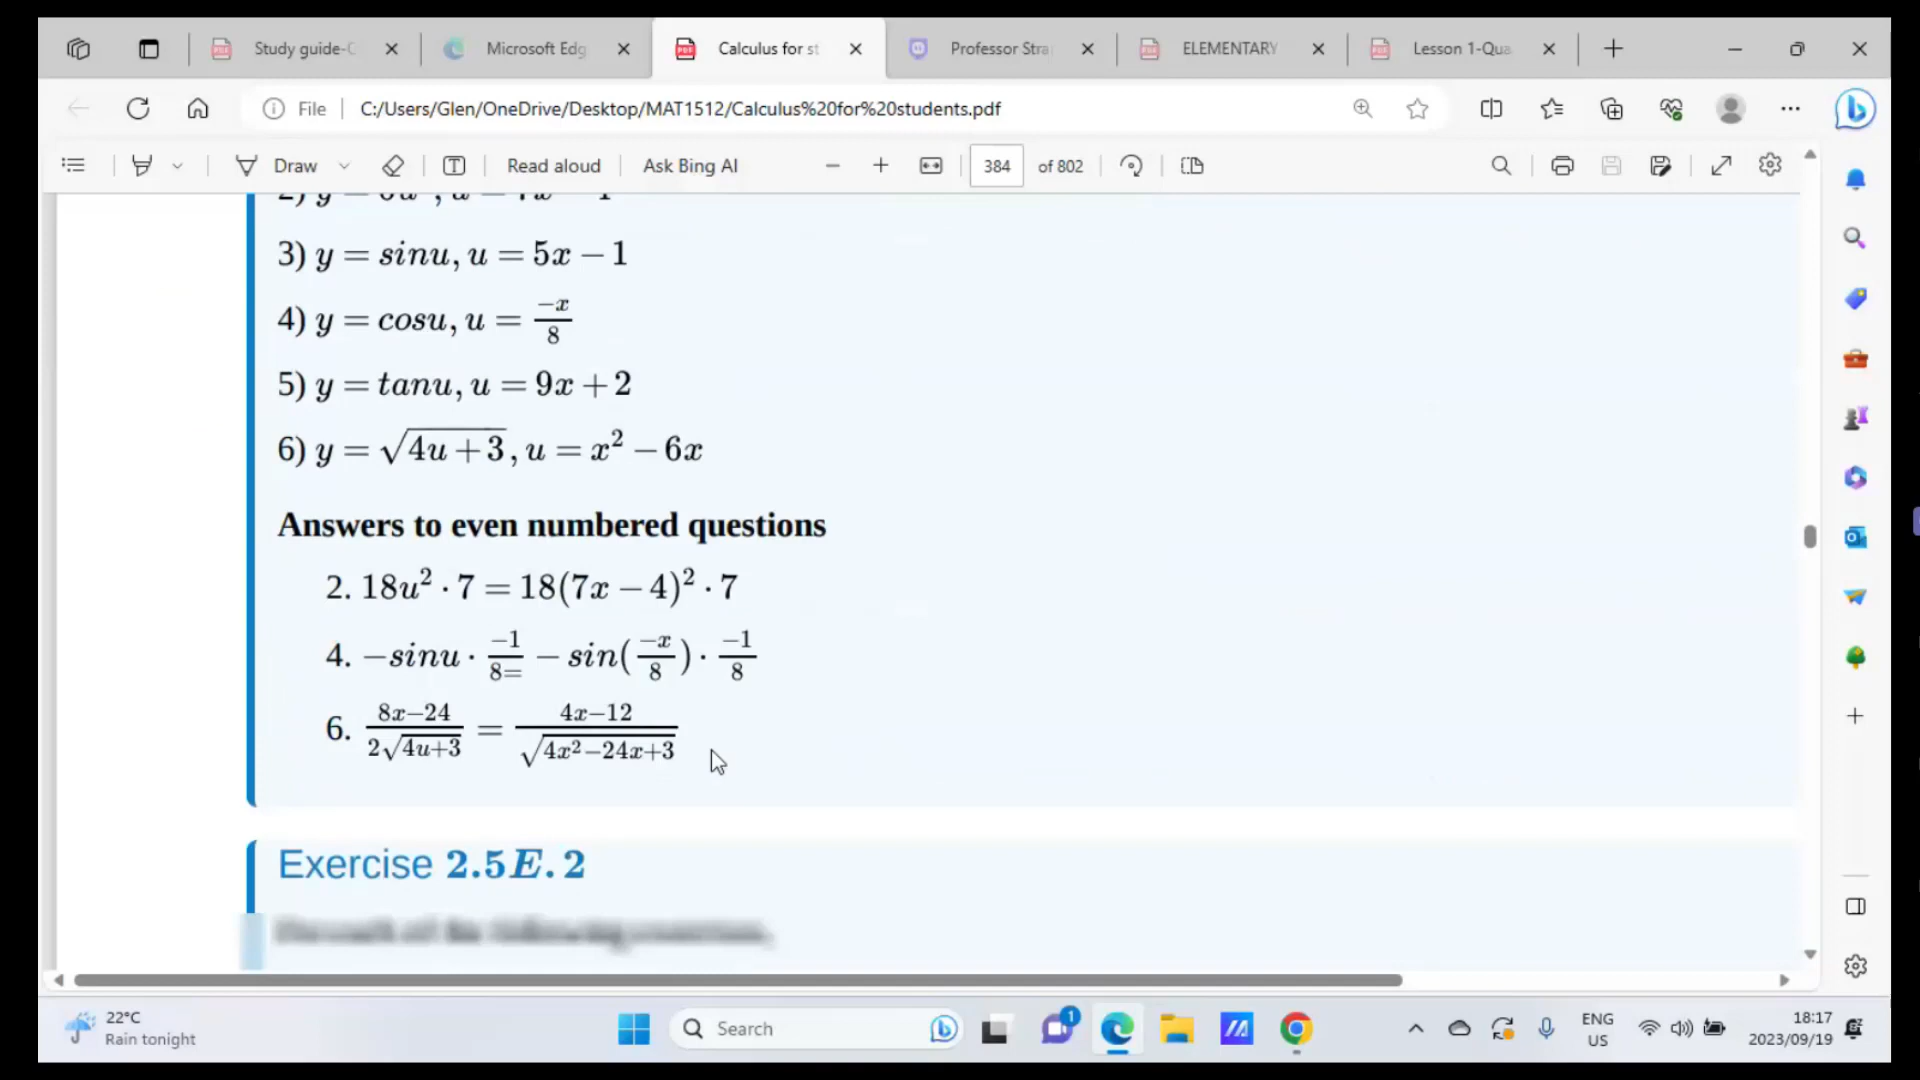 Study guide-C
Microsoft Edg
Calculus for st
Professor Stra
ELEMENTARY
Lesson 1-Qua
File
C:/Users/Glen/OneDrive/Desktop/MAT1512/Calculus%20for%20students.pdf
Draw
Read aloud
Ask Bing AI
384 of 802
3) y = sinu, u = 5x − 1
4) y = cosu, u = −x/8
5) y = tanu, u = 9x + 2
6) y = √(4u + 3), u = x² − 6x
Answers to even numbered questions
2. 18u² · 7 = 18(7x − 4)² · 7
4. −sinu · −1/8= − sin(−x/8) · −1/8
6. 8x−24/2√(4u+3) = 4x−12/√(4x²−24x+3)
Exercise 2.5E.2
22°C
Rain tonight
Search
1
ENG
US
18:17
2023/09/19